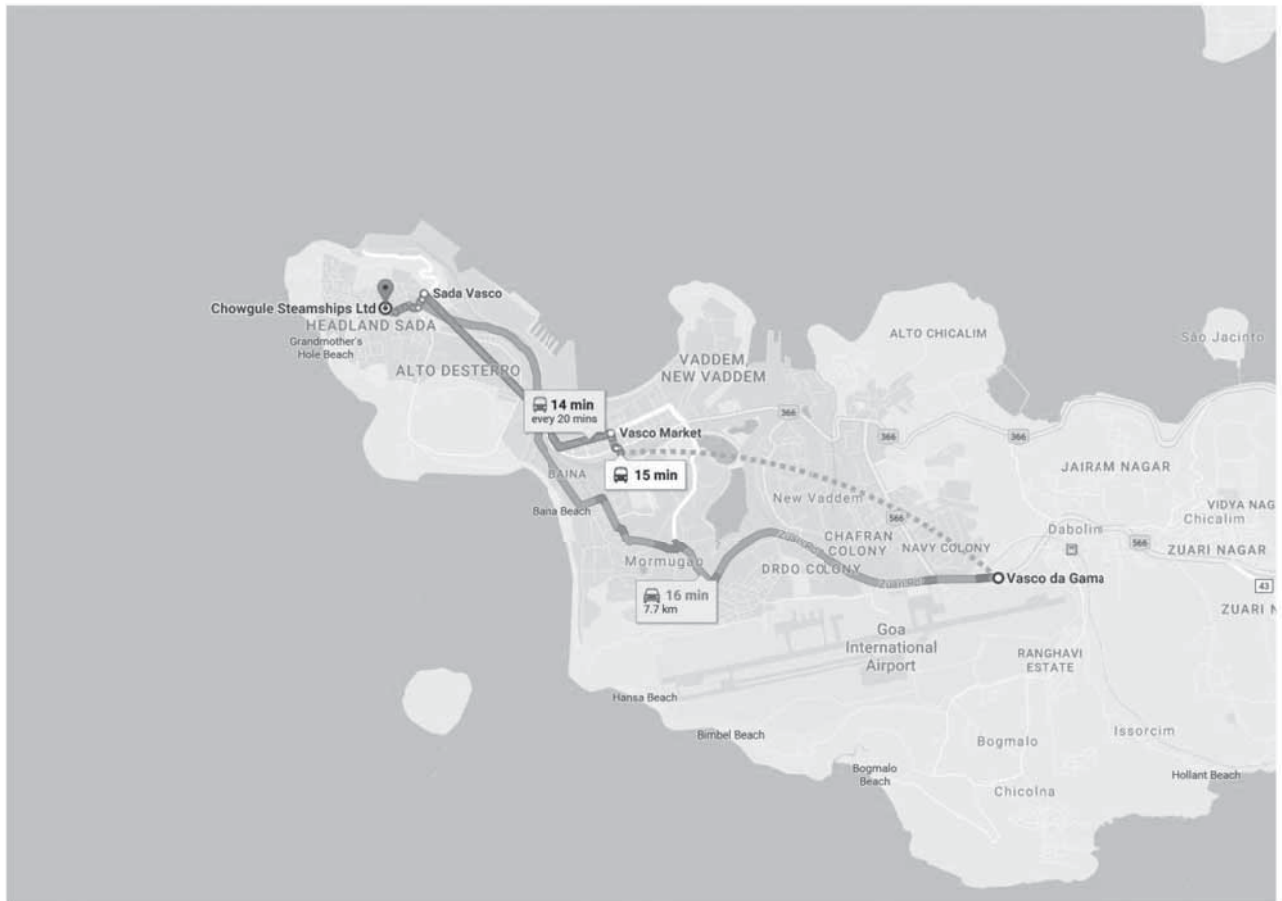 Chowgule Steamships Ltd
Sada Vasco
HEADLAND SADA
Grandmother's
Hole Beach
ALTO DESTERRO
14 min
evey 20 mins
VADDEM,
NEW VADDEM
ALTO CHICALIM
São Jacinto
366
366
366
Vasco Market
15 min
BAINA
Bana Beach
New Vaddem
566
CHAFRAN
COLONY
NAVY COLONY
JAIRAM NAGAR
VIDYA NAG
Chicalim
Dabolim
566
ZUARI NAGAR
43
ZUARI N
Mormugao
DRDO COLONY
Zuari Rd
Vasco da Gama
16 min
7.7 km
Goa
International
Airport
RANGHAVI
ESTATE
Hansa Beach
Bimbel Beach
Bogmalo
Issorcim
Bogmalo
Beach
Hollant Beach
Chicolna